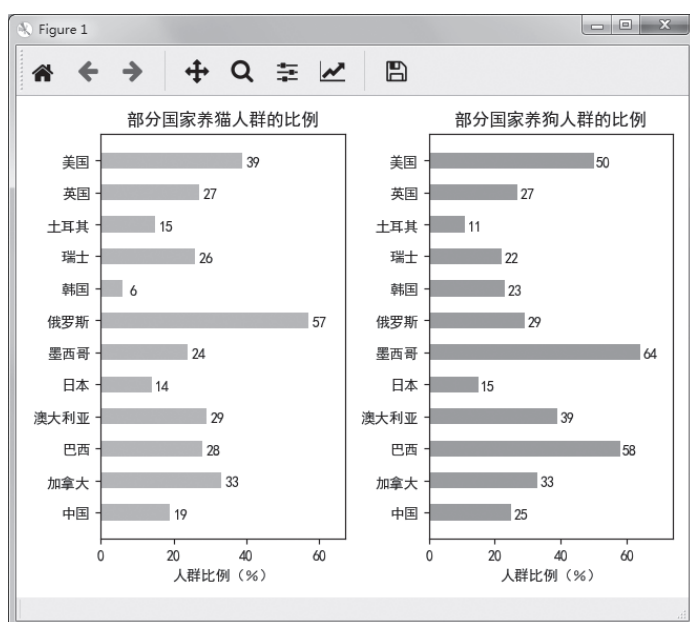 Figure 1
部分国家养猫人群的比例
美国 39
英国 27
土耳其 15
瑞士 26
韩国 6
俄罗斯 57
墨西哥 24
日本 14
澳大利亚 29
巴西 28
加拿大 33
中国 19
0 20 40 60
人群比例（%）
部分国家养狗人群的比例
美国 50
英国 27
土耳其 11
瑞士 22
韩国 23
俄罗斯 29
墨西哥 64
日本 15
澳大利亚 39
巴西 58
加拿大 33
中国 25
0 20 40 60
人群比例（%）